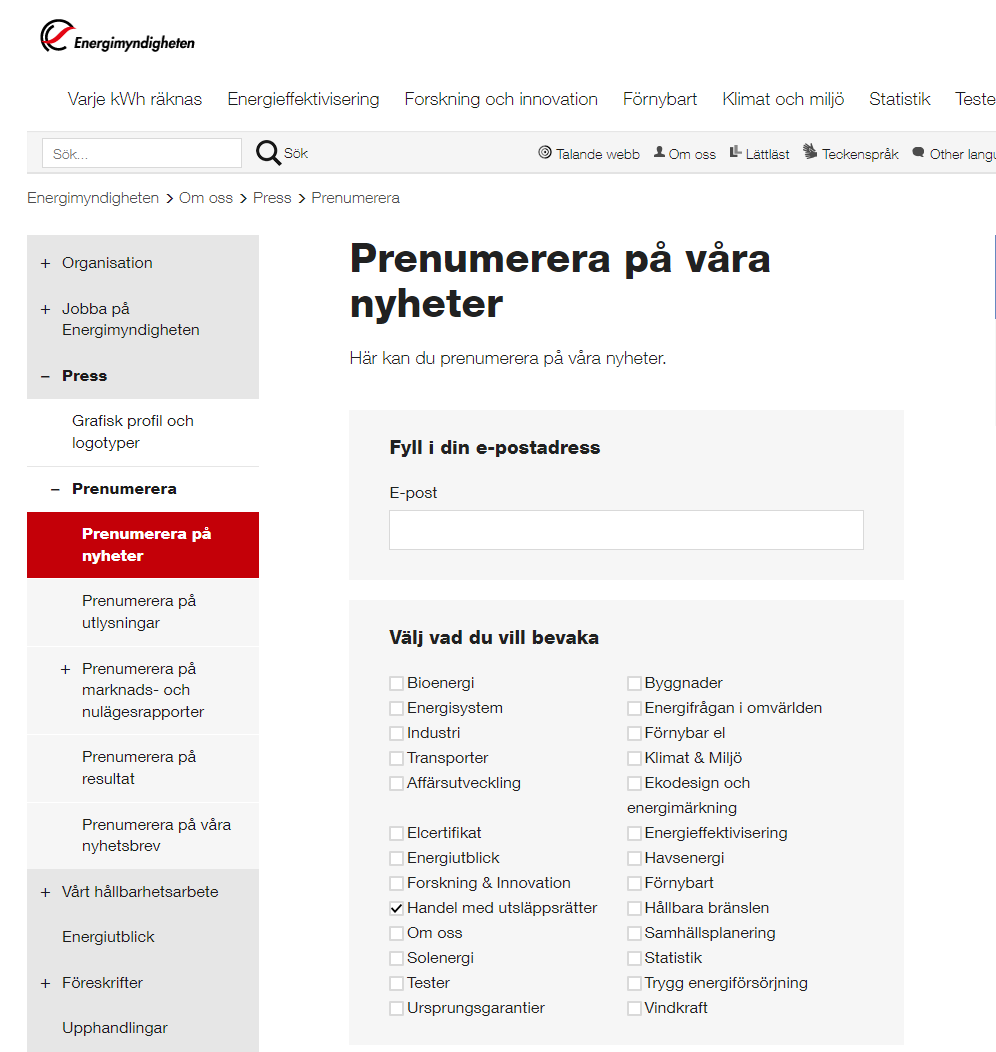 Energimyndigheten
Varje kWh räknas Energieffektivisering Forskning och innovation Förnybart Klimat och miljö Statistik Teste
Sök... Sök Talande webb Om oss Lättläst Teckenspråk Other langu
Energimyndigheten > Om oss > Press > Prenumerera
+ Organisation
+ Jobba på
Energimyndigheten
– Press
Grafisk profil och
logotyper
– Prenumerera
Prenumerera på
nyheter
Prenumerera på
utlysningar
+ Prenumerera på
marknads- och
nulägesrapporter
Prenumerera på
resultat
Prenumerera på våra
nyhetsbrev
+ Vårt hållbarhetsarbete
Energiutblick
+ Föreskrifter
Upphandlingar
Prenumerera på våra
nyheter
Här kan du prenumerera på våra nyheter.
Fyll i din e-postadress
E-post
Välj vad du vill bevaka
Bioenergi Byggnader
Energisystem Energifrågan i omvärlden
Industri Förnybar el
Transporter Klimat & Miljö
Affärsutveckling Ekodesign och
energimärkning
Elcertifikat Energieffektivisering
Energiutblick Havsenergi
Forskning & Innovation Förnybart
Handel med utsläppsrätter Hållbara bränslen
Om oss Samhällsplanering
Solenergi Statistik
Tester Trygg energiförsörjning
Ursprungsgarantier Vindkraft